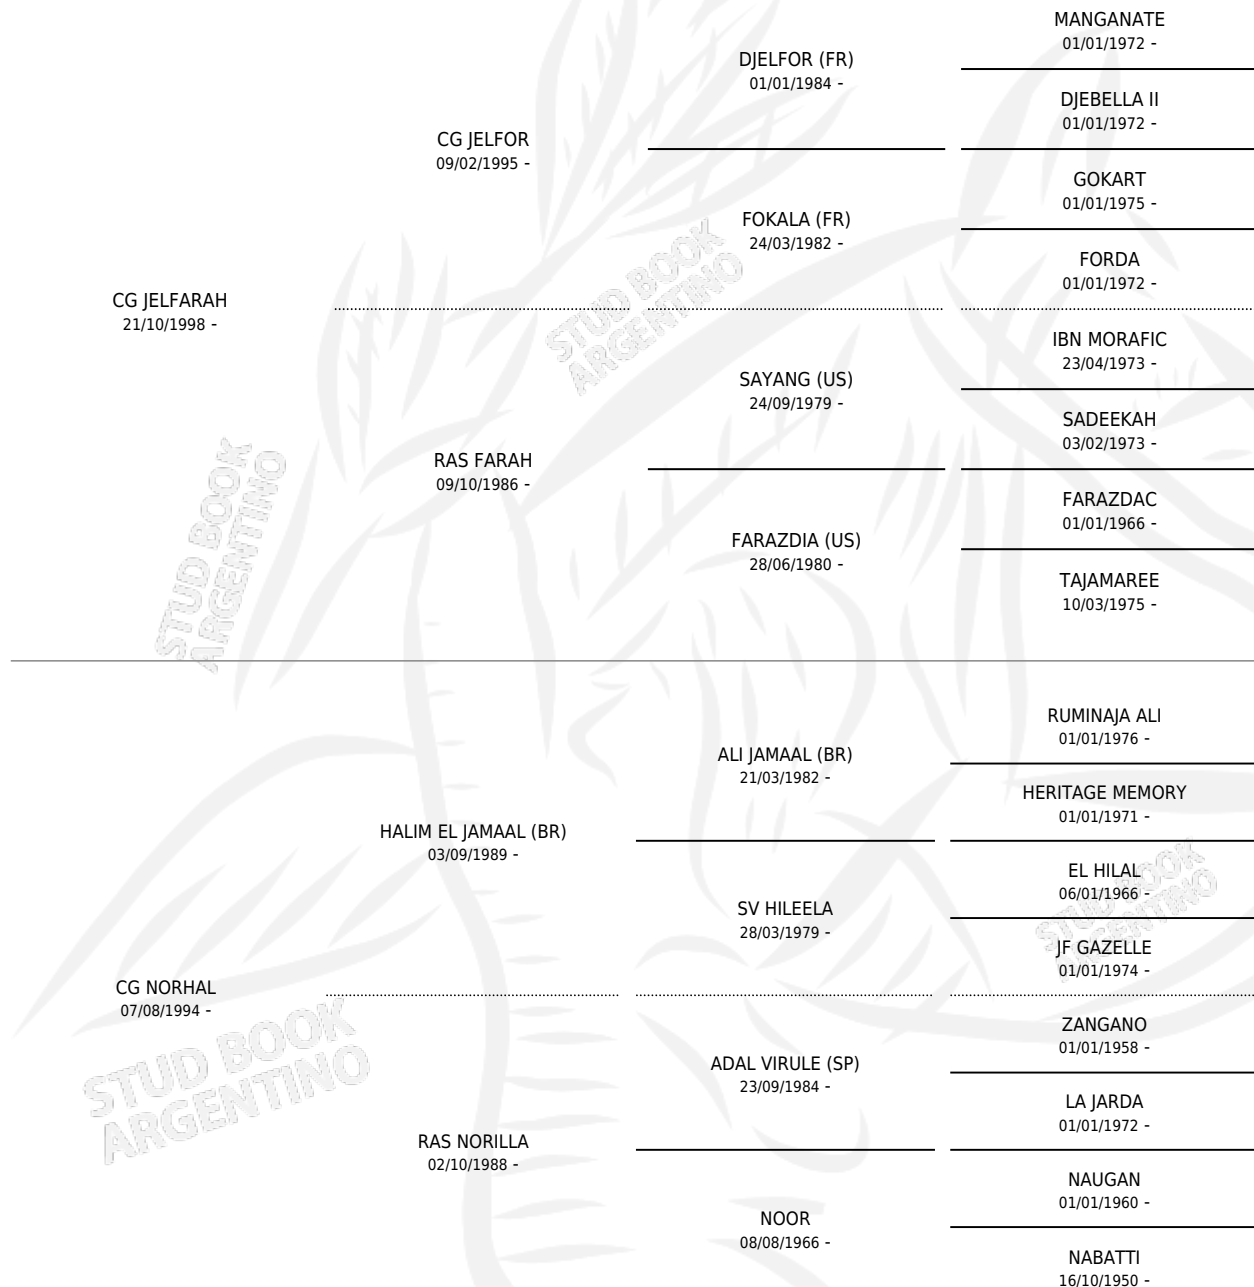 MANGANATE
01/01/1972 -
DJELFOR (FR)
01/01/1984 -
DJEBELLA II
01/01/1972 -
CG JELFOR
09/02/1995 -
GOKART
01/01/1975 -
FOKALA (FR)
24/03/1982 -
FORDA
01/01/1972 -
CG JELFARAH
21/10/1998 -
STUD BOOK
ARGENTINO
IBN MORAFIC
23/04/1973 -
SAYANG (US)
24/09/1979 -
SADEEKAH
03/02/1973 -
RAS FARAH
09/10/1986 -
FARAZDAC
01/01/1966 -
FARAZDIA (US)
28/06/1980 -
TAJAMAREE
10/03/1975 -
STUD BOOK
ARGENTINO
RUMINAJA ALI
01/01/1976 -
ALI JAMAAL (BR)
21/03/1982 -
HERITAGE MEMORY
01/01/1971 -
HALIM EL JAMAAL (BR)
03/09/1989 -
EL HILAL
06/01/1966 -
SV HILEELA
28/03/1979 -
JF GAZELLE
01/01/1974 -
STUD BOOK
ARGENTINO
CG NORHAL
07/08/1994 -
ZANGANO
01/01/1958 -
ADAL VIRULE (SP)
23/09/1984 -
LA JARDA
01/01/1972 -
STUD BOOK
ARGENTINO
RAS NORILLA
02/10/1988 -
NAUGAN
01/01/1960 -
NOOR
08/08/1966 -
NABATTI
16/10/1950 -